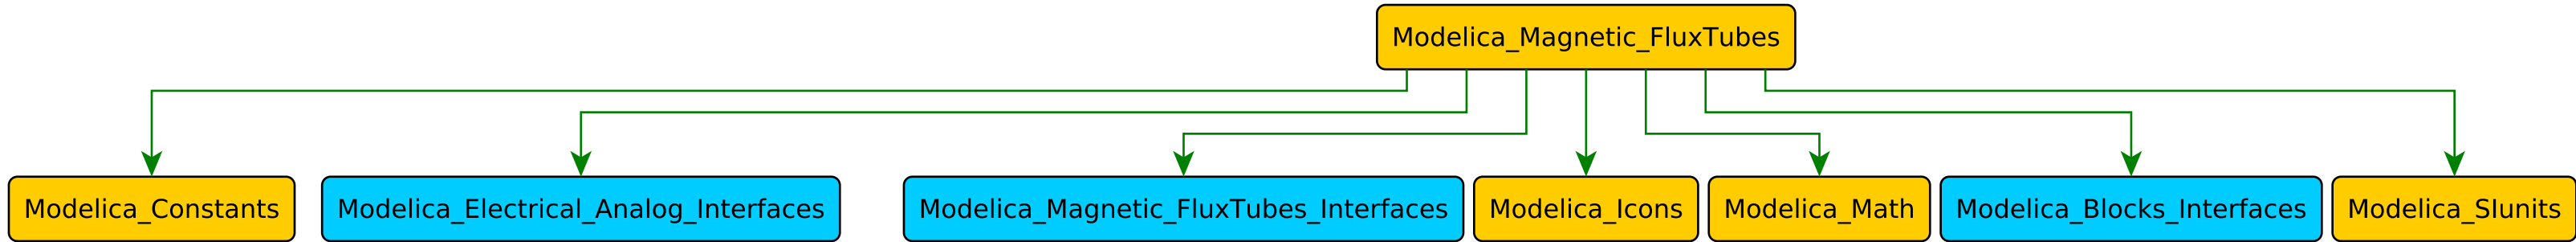 Modelica_Magnetic_FluxTubes
Modelica_Constants
Modelica_Electrical_Analog_Interfaces
Modelica_Magnetic_FluxTubes_Interfaces
Modelica_Icons
Modelica_Math
Modelica_Blocks_Interfaces
Modelica_SIunits